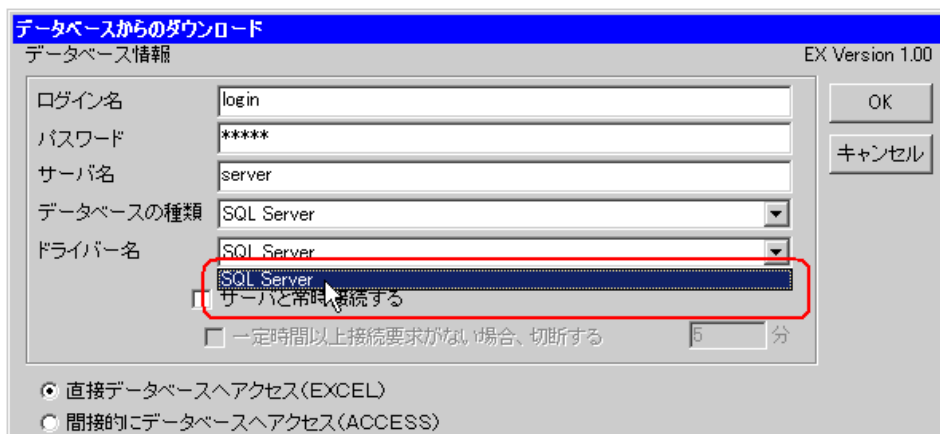 データベースからのダウンロード
データベース情報
EX Version 1.00
ログイン名
login
OK
パスワード
*****
キャンセル
サーバ名
server
データベースの種類
SQL Server
ドライバー名
SQL Server
SQL Server
サーバと常時接続する
一定時間以上接続要求がない場合、切断する
5
分
直接データベースへアクセス(EXCEL)
間接的にデータベースへアクセス(ACCESS)